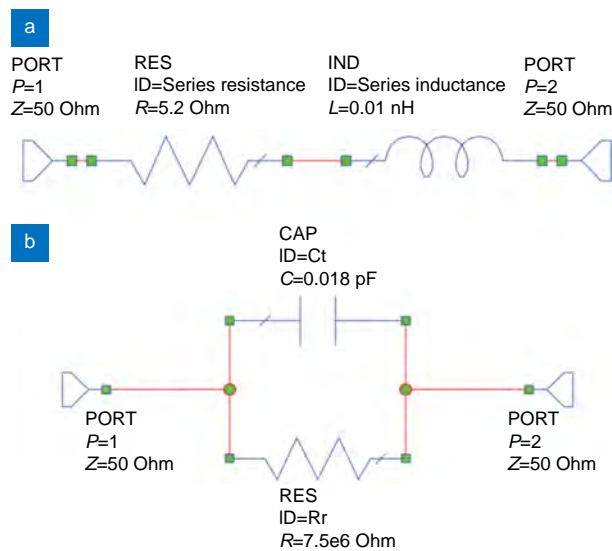 a
PORT
P=1
Z=50 Ohm
RES
ID=Series resistance
R=5.2 Ohm
IND
ID=Series inductance
L=0.01 nH
PORT
P=2
Z=50 Ohm
b
CAP
ID=Ct
C=0.018 pF
PORT
P=1
Z=50 Ohm
PORT
P=2
Z=50 Ohm
RES
ID=Rr
R=7.5e6 Ohm